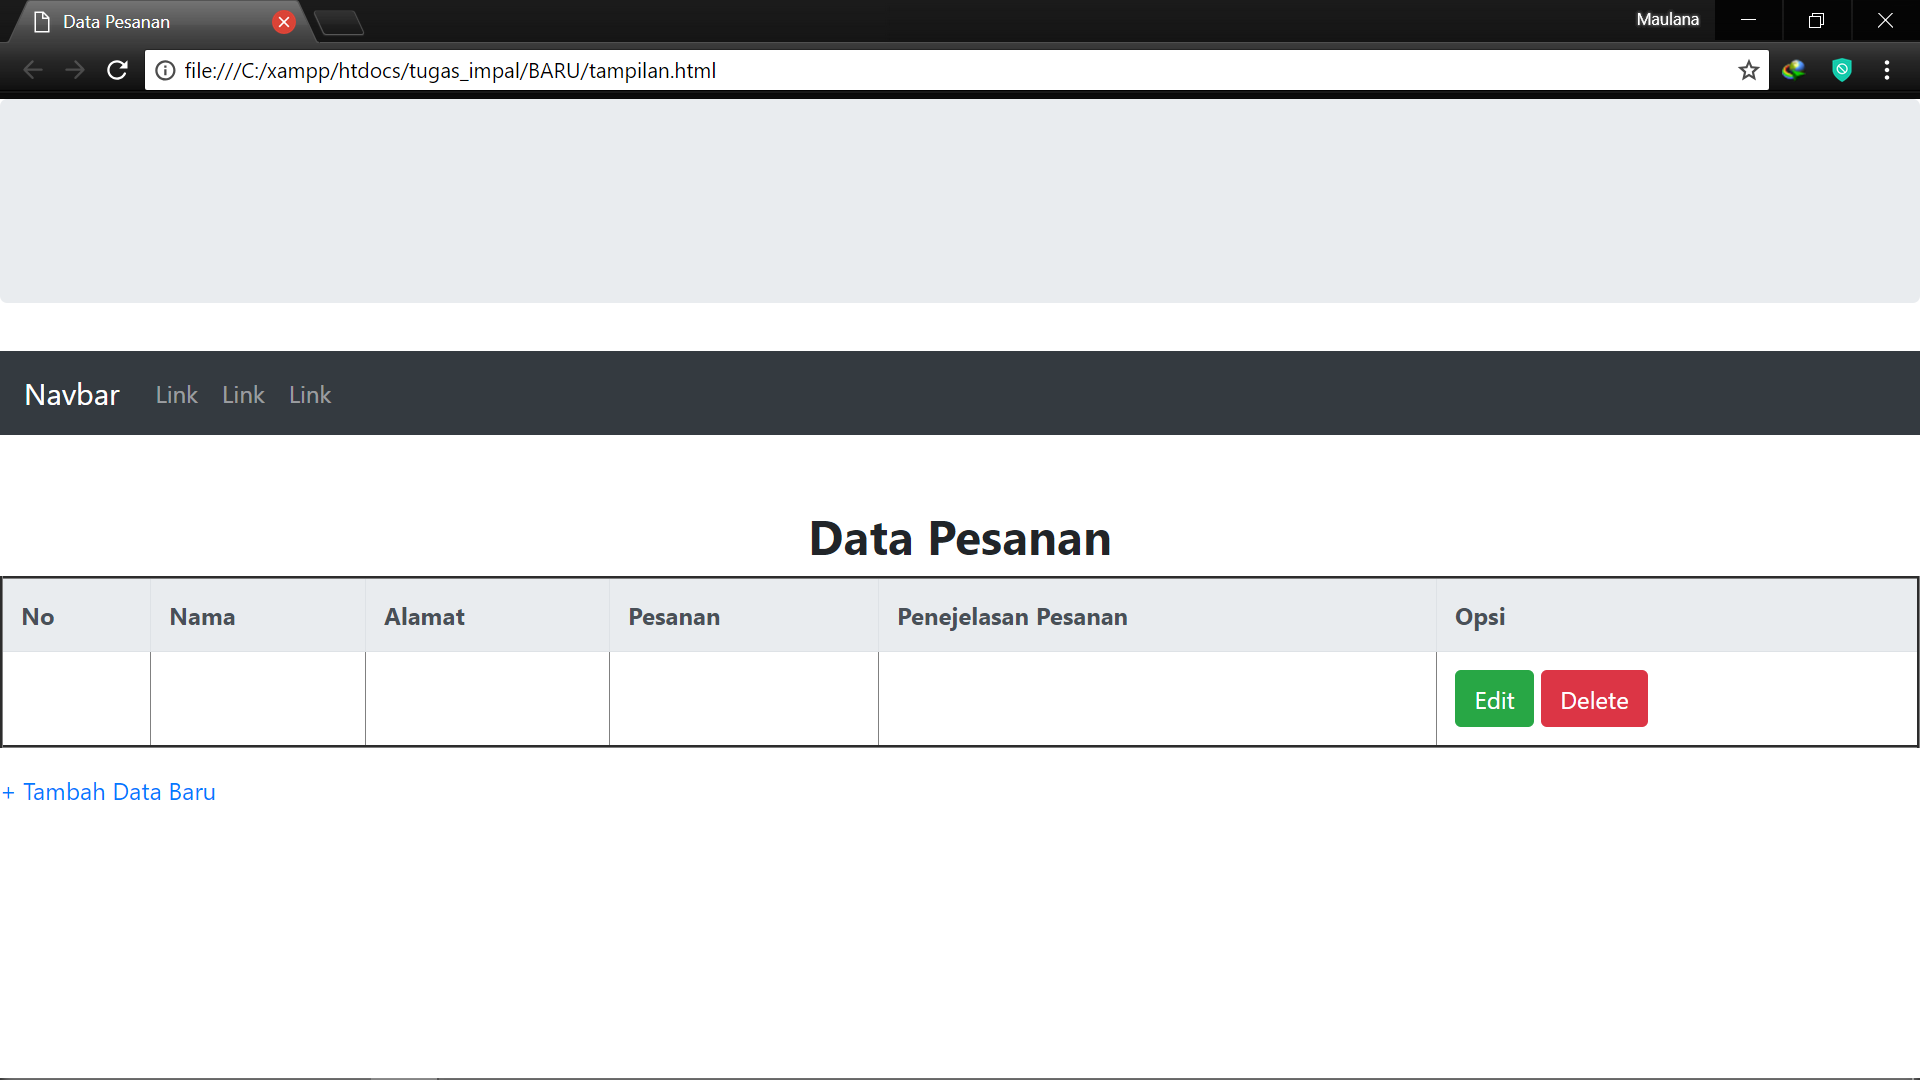 Data Pesanan
Maulana
file:///C:/xampp/htdocs/tugas_impal/BARU/tampilan.html
Navbar Link Link Link
Data Pesanan
No Nama Alamat Pesanan Penejelasan Pesanan Opsi
Edit Delete
+ Tambah Data Baru